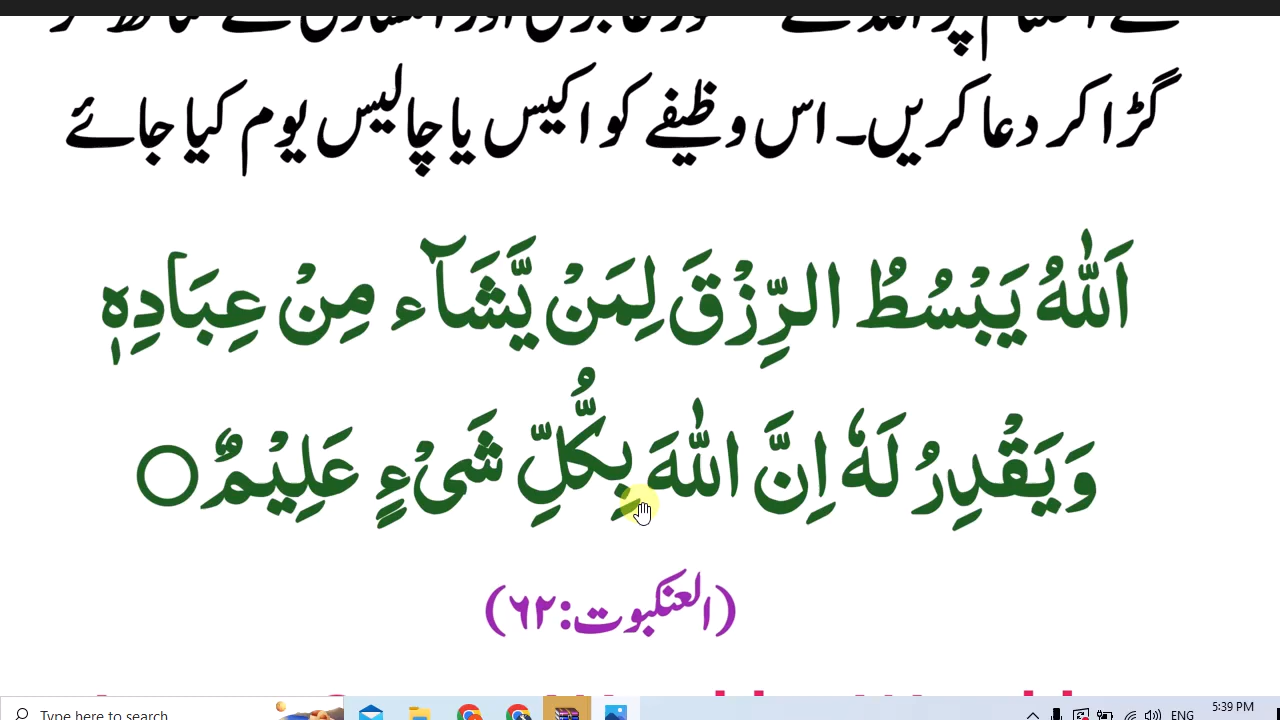 گڑا کر دعا کریں۔ اس وظیفے کو اکیس یا چالیس یوم کیا جائے
اَللّٰهُ یَبْسُطُ الرِّزْقَ لِمَنْ یَّشَآء مِنْ عِبَادِهٖ
وَیَقْدِرُ لَهٗ اِنَّ اللّٰهَ بِكُلِّ شَیْءٍ عَلِیْمٌ○
(العنکبوت:۶۲)
Type here to search
ENG
5:39 PM